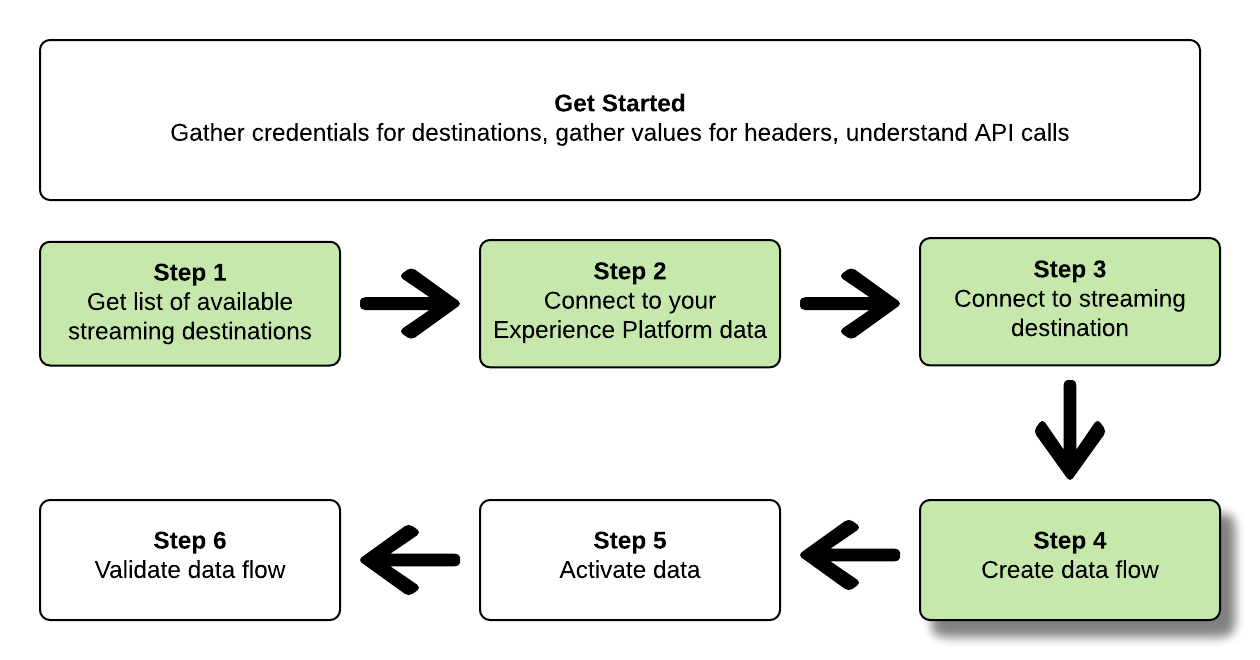 Get Started
Gather credentials for destinations, gather values for headers, understand API calls
Step 1
Get list of available
streaming destinations
Step 2
Connect to your
Experience Platform data
Step 3
Connect to streaming
destination
Step 4
Create data flow
Step 5
Activate data
Step 6
Validate data flow